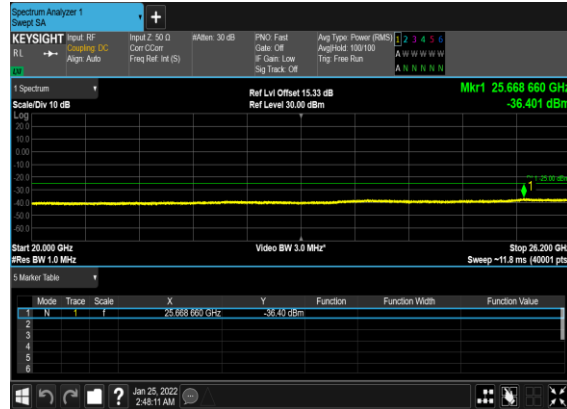 Spectrum Analyzer 1
Swept SA
KEYSIGHT Input: RF Input Z: 50 Ω #Atten: 30 dB PNO: Fast Avg Type: Power (RMS) 1 2 3 4 5 6
RL Coupling: DC Corr CCorr Gate: Off Avg|Hold: 100/100 A W W W W W
Align: Auto Freq Ref: Int (S) IF Gain: Low Trig: Free Run
Sig Track: Off A N N N N N
1 Spectrum Ref Lvl Offset 15.33 dB Mkr1 25.668 660 GHz
Scale/Div 10 dB Ref Level 30.00 dBm -36.401 dBm
Log
20.0
10.0
0.00
-10.0
-20.0
-25.00 dBm
-30.0
1
-40.0
-50.0
-60.0
Start 20.000 GHz Video BW 3.0 MHz* Stop 26.200 GHz
#Res BW 1.0 MHz Sweep ~11.8 ms (40001 pts)
5 Marker Table
Mode Trace Scale X Y Function Function Width Function Value
1 N 1 f 25.668 660 GHz -36.40 dBm
2
3
4
5
6
Jan 25, 2022
2:48:11 AM